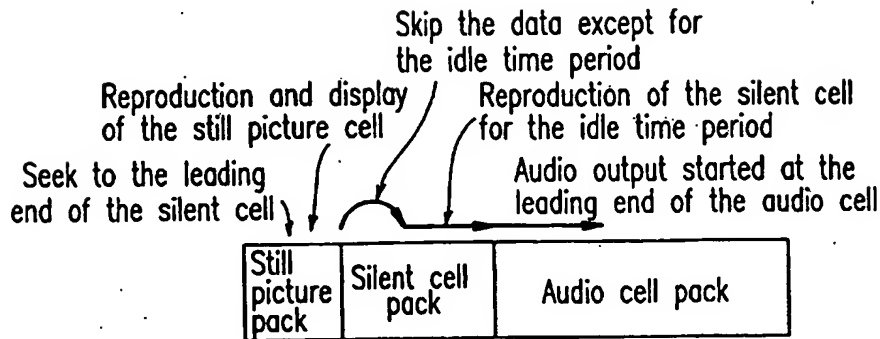 Skip the data except for
the idle time period
Reproduction and display
of the still picture cell
Reproduction of the silent cell
for the idle time period
Seek to the leading
end of the silent cell
Audio output started at the
leading end of the audio cell
Still
picture
pack
Silent cell
pack
Audio cell pack